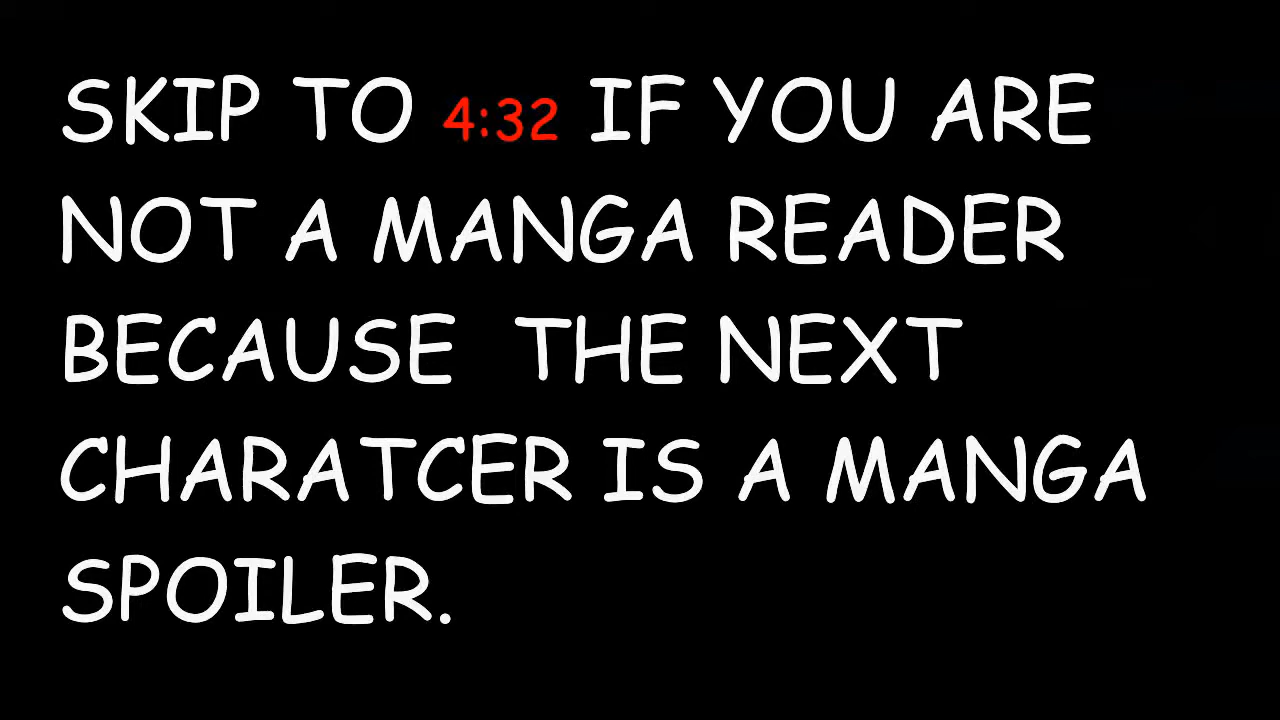 SKIP TO 4:32 IF YOU ARE
NOT A MANGA READER
BECAUSE THE NEXT
CHARATCER IS A MANGA
SPOILER.